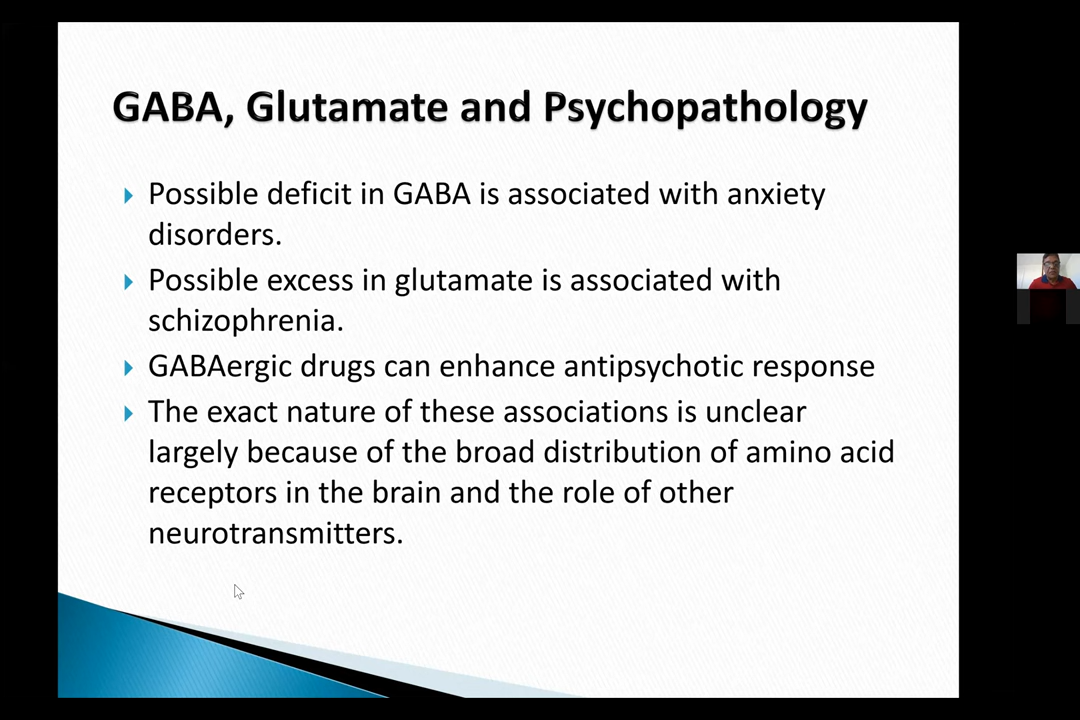 GABA, Glutamate and Psychopathology
Possible deficit in GABA is associated with anxiety
disorders.
Possible excess in glutamate is associated with
schizophrenia.
GABAergic drugs can enhance antipsychotic response
The exact nature of these associations is unclear
largely because of the broad distribution of amino acid
receptors in the brain and the role of other
neurotransmitters.